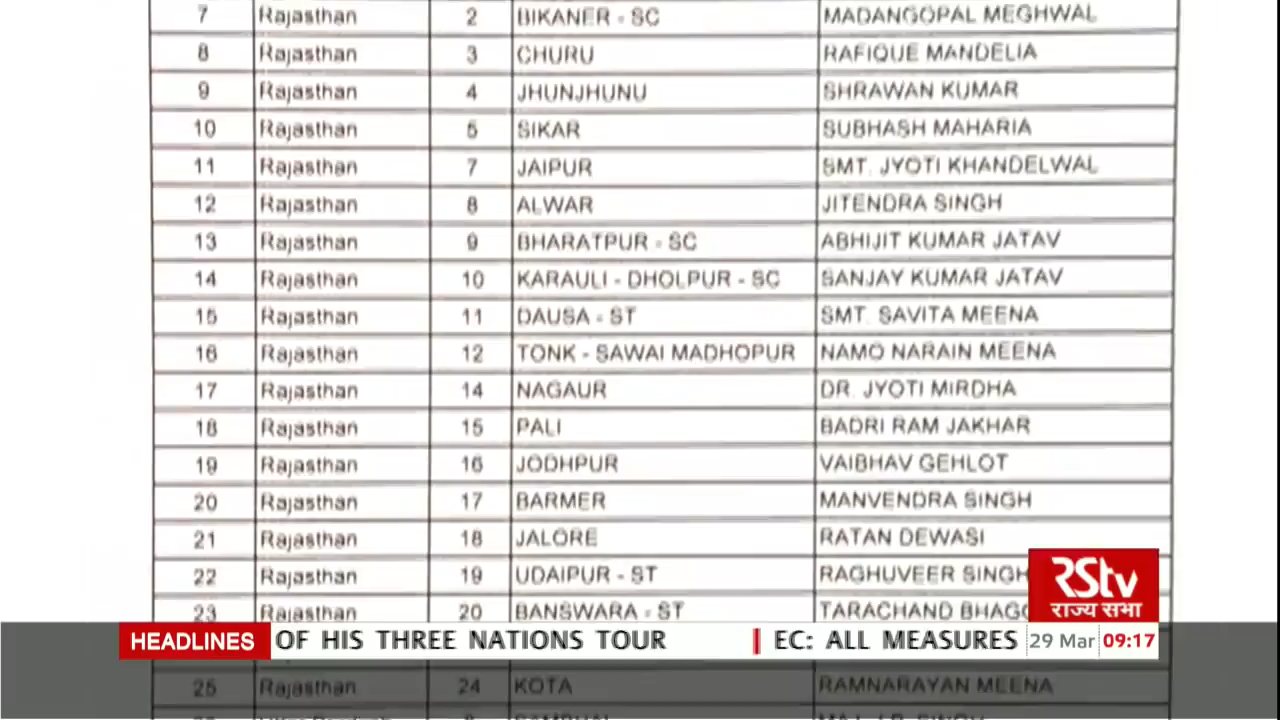 7 Rajasthan 2 BIKANER - SC MADANGOPAL MEGHWAL
8 Rajasthan 3 CHURU RAFIQUE MANDELIA
9 Rajasthan 4 JHUNJHUNU SHRAWAN KUMAR
10 Rajasthan 5 SIKAR SUBHASH MAHARIA
11 Rajasthan 7 JAIPUR SMT. JYOTI KHANDELWAL
12 Rajasthan 8 ALWAR JITENDRA SINGH
13 Rajasthan 9 BHARATPUR - SC ABHIJIT KUMAR JATAV
14 Rajasthan 10 KARAULI - DHOLPUR - SC SANJAY KUMAR JATAV
15 Rajasthan 11 DAUSA - ST SMT. SAVITA MEENA
16 Rajasthan 12 TONK - SAWAI MADHOPUR NAMO NARAIN MEENA
17 Rajasthan 14 NAGAUR DR. JYOTI MIRDHA
18 Rajasthan 15 PALI BADRI RAM JAKHAR
19 Rajasthan 16 JODHPUR VAIBHAV GEHLOT
20 Rajasthan 17 BARMER MANVENDRA SINGH
21 Rajasthan 18 JALORE RATAN DEWASI
22 Rajasthan 19 UDAIPUR - ST RAGHUVEER SINGH
23 Rajasthan 20 BANSWARA - ST TARACHAND
RSTV
राज्य सभा
HEADLINES OF HIS THREE NATIONS TOUR | EC: ALL MEASURES 29 Mar 09:17
25 Rajasthan 24 KOTA RAMNARAYAN MEENA